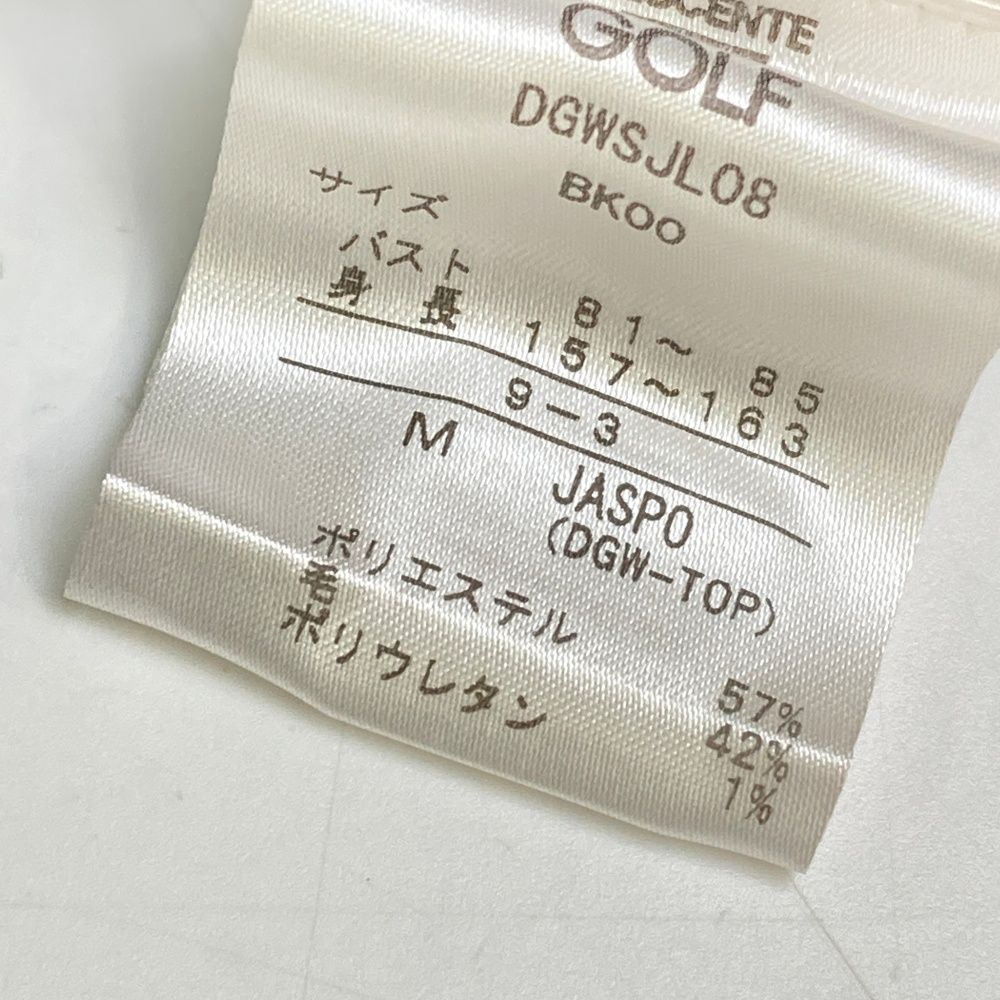 GOLF
DGWSJL08
BK00
サイズ
バスト 81～85
身長 157～163
9-3
M JASPO
(DGW-TOP)
ポリエステル 57%
毛 42%
ポリウレタン 1%